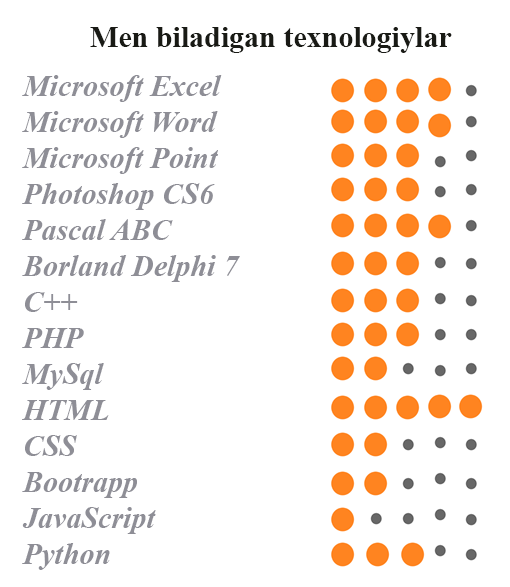 Men biladigan texnologiylar
Microsoft Excel
Microsoft Word
Microsoft Point
Photoshop CS6
Pascal ABC
Borland Delphi 7
C++
PHP
MySql
HTML
CSS
Bootrapp
JavaScript
Python